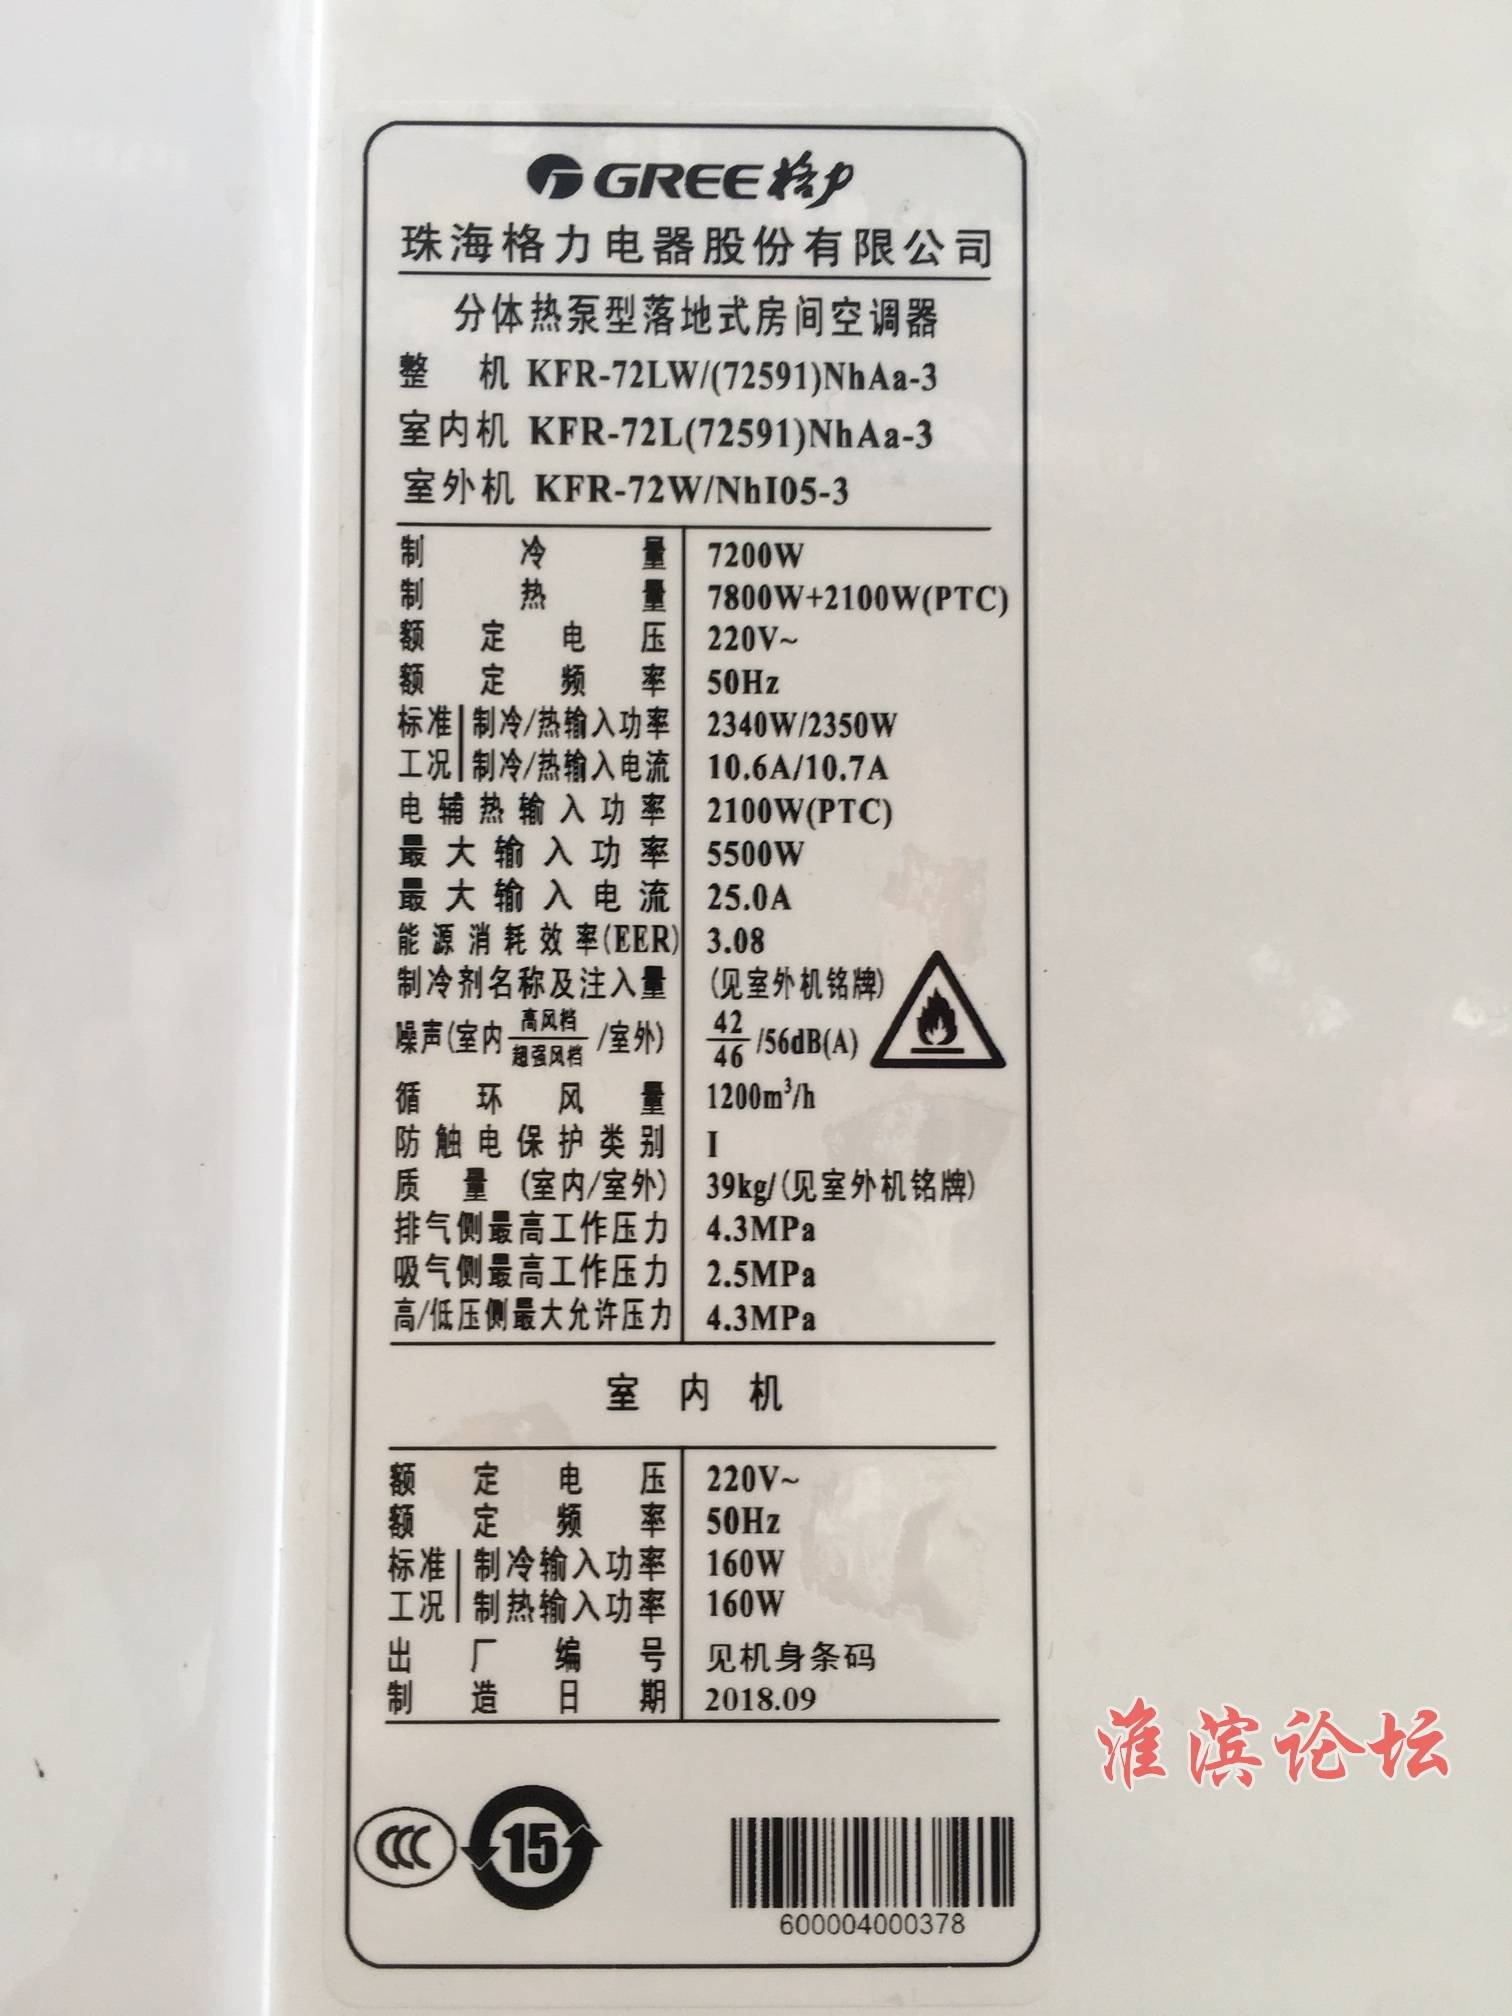 GREE格力
珠海格力电器股份有限公司
分体热泵型落地式房间空调器
整 机 KFR-72LW/(72591)NhAa-3
室内机 KFR-72L(72591)NhAa-3
室外机 KFR-72W/NhI05-3
制冷量 7200W
制热量 7800W+2100W(PTC)
额定电压 220V~
额定频率 50Hz
标准 制冷/热输入功率 2340W/2350W
工况 制冷/热输入电流 10.6A/10.7A
电辅热输入功率 2100W(PTC)
最大输入功率 5500W
最大输入电流 25.0A
能源消耗效率(EER) 3.08
制冷剂名称及注入量 (见室外机铭牌)
噪声(室内 高风档/超强风档 /室外) 42/46 /56dB(A)
循环风量 1200m³/h
防触电保护类别 I
质量 (室内/室外) 39kg/(见室外机铭牌)
排气侧最高工作压力 4.3MPa
吸气侧最高工作压力 2.5MPa
高/低压侧最大允许压力 4.3MPa
室内机
额定电压 220V~
额定频率 50Hz
标准 制冷输入功率 160W
工况 制热输入功率 160W
出厂编号 见机身条码
制造日期 2018.09
淮滨论坛
CCC
15
600004000378